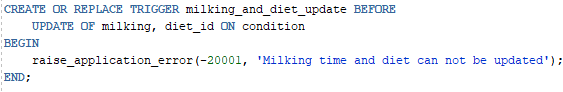 CREATE OR REPLACE TRIGGER milking_and_diet_update BEFORE
UPDATE OF milking, diet_id ON condition
BEGIN
raise_application_error(-20001, 'Milking time and diet can not be updated');
END;